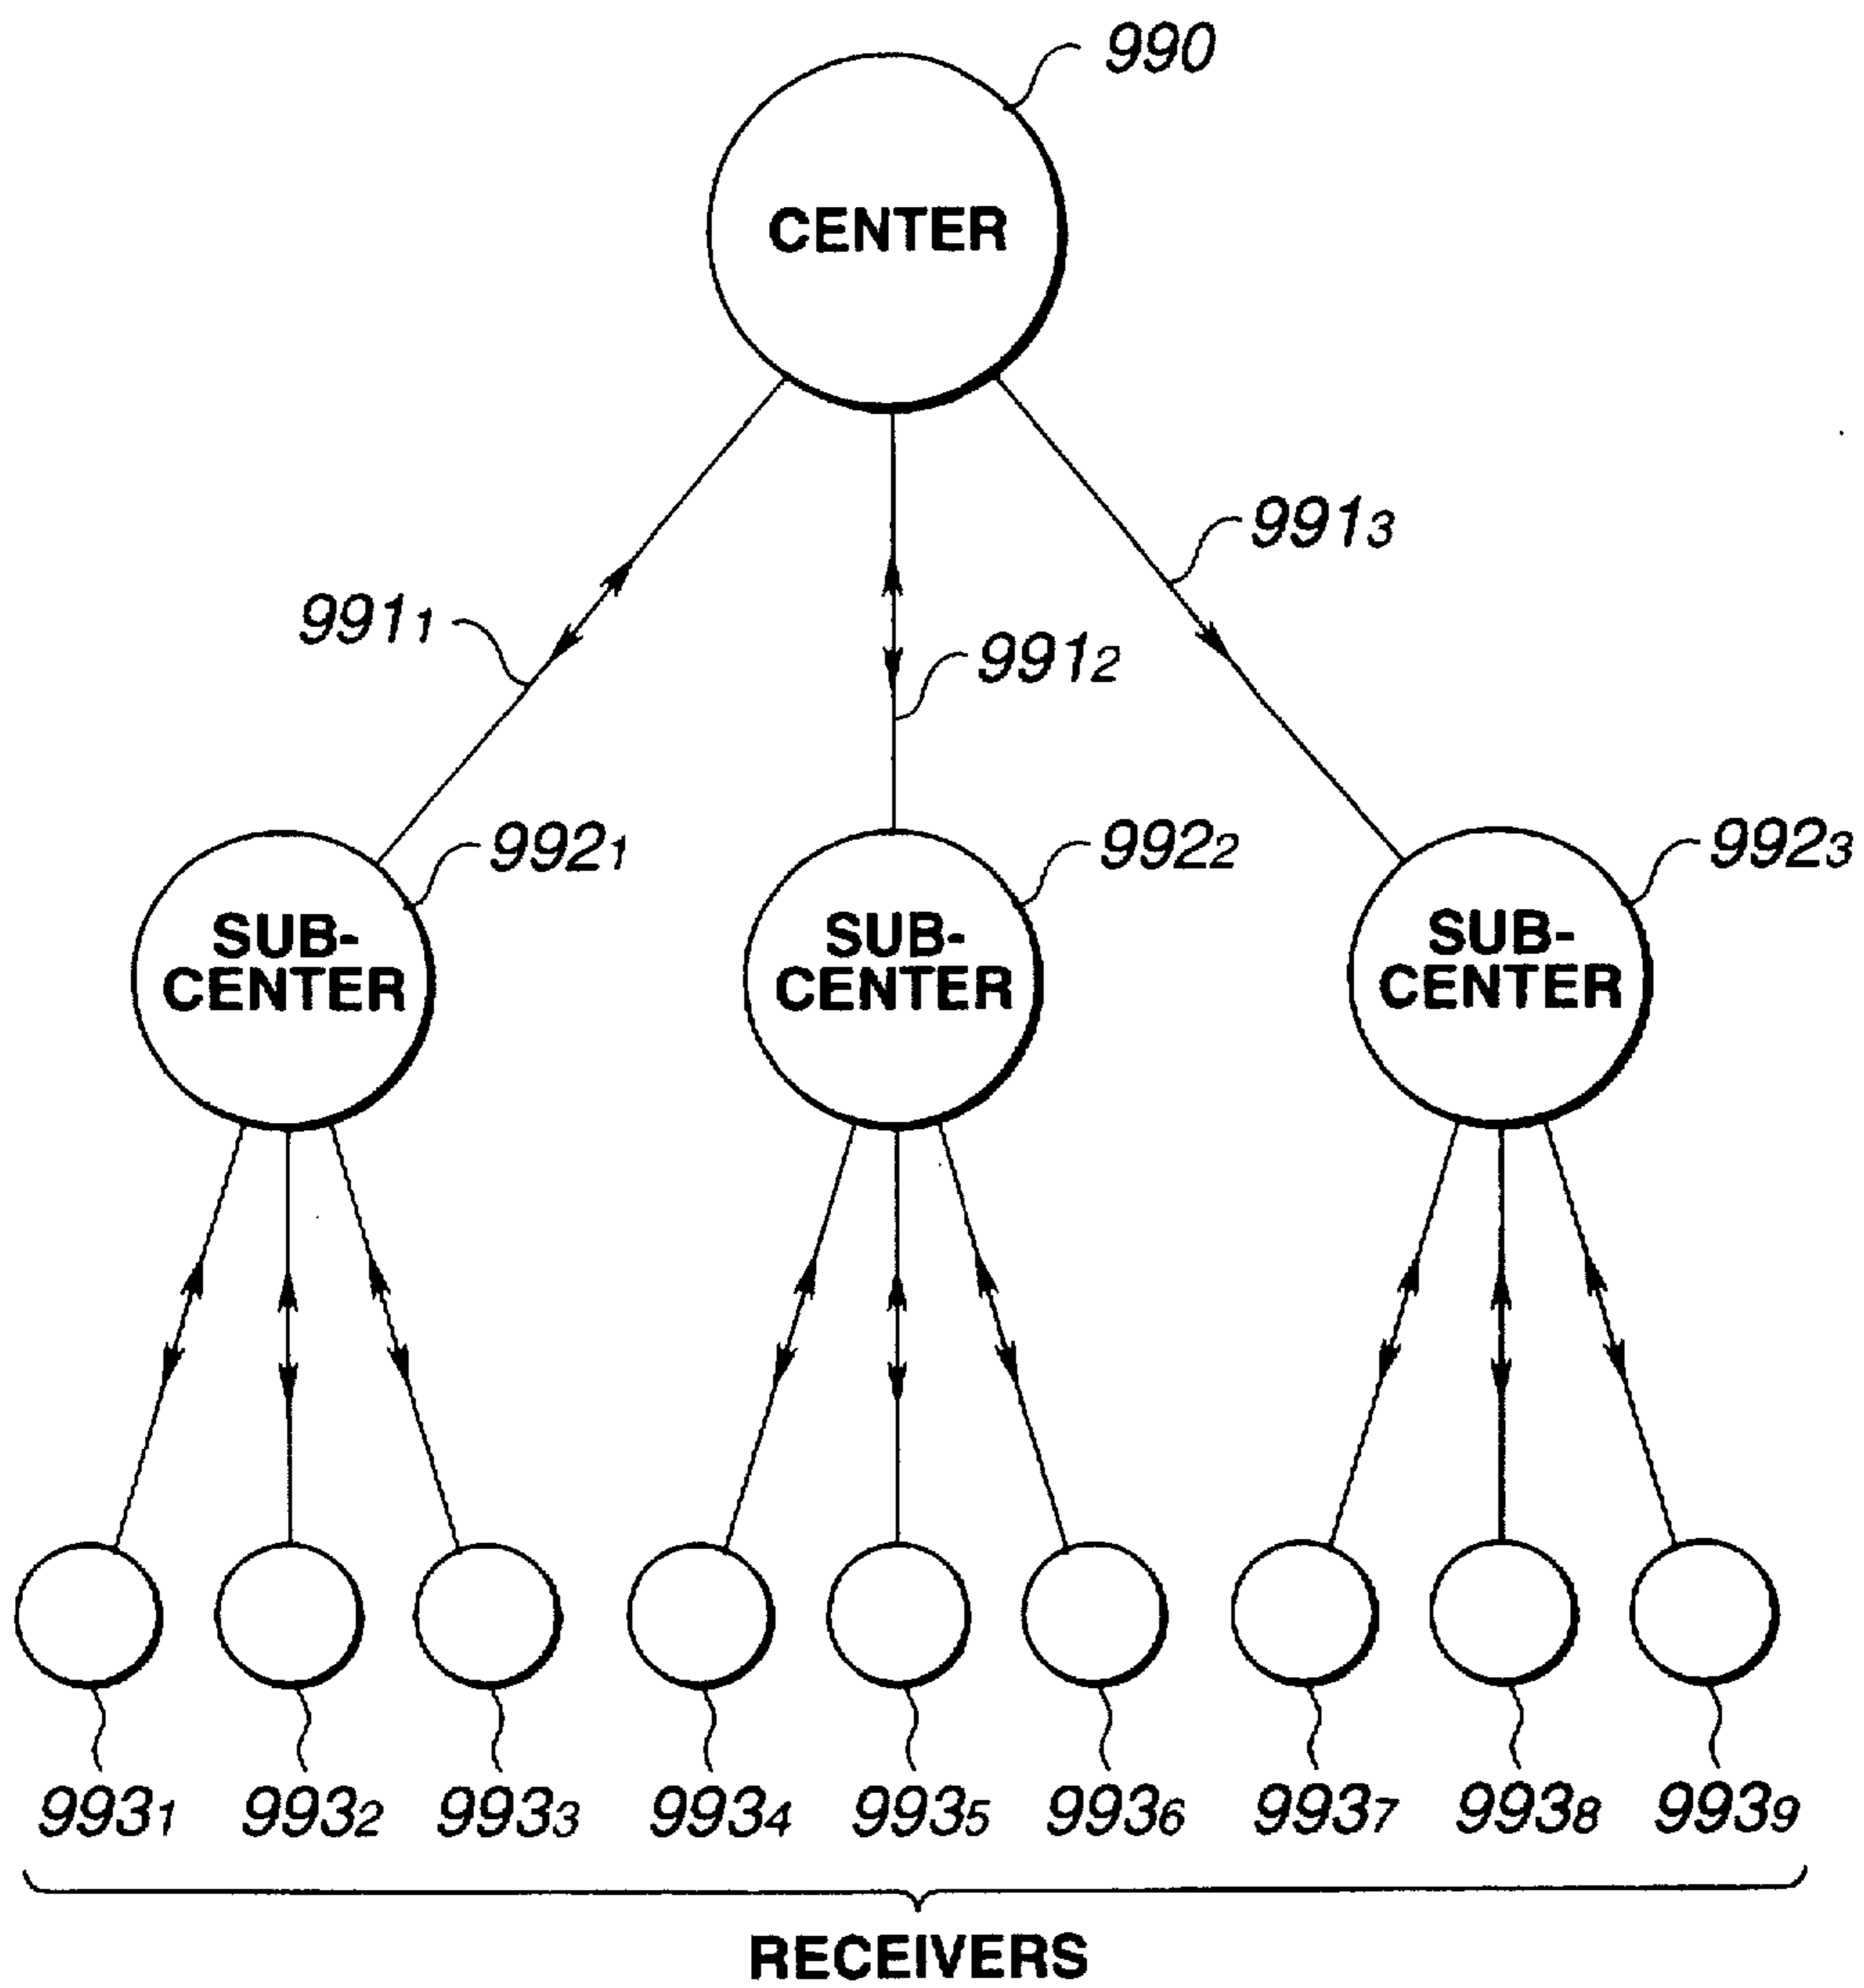 990
CENTER
991₃
991₁
991₂
992₁
992₂
992₃
SUB-
CENTER
SUB-
CENTER
SUB-
CENTER
993₁ 993₂ 993₃ 993₄ 993₅ 993₆ 993₇ 993₈ 993₉
RECEIVERS